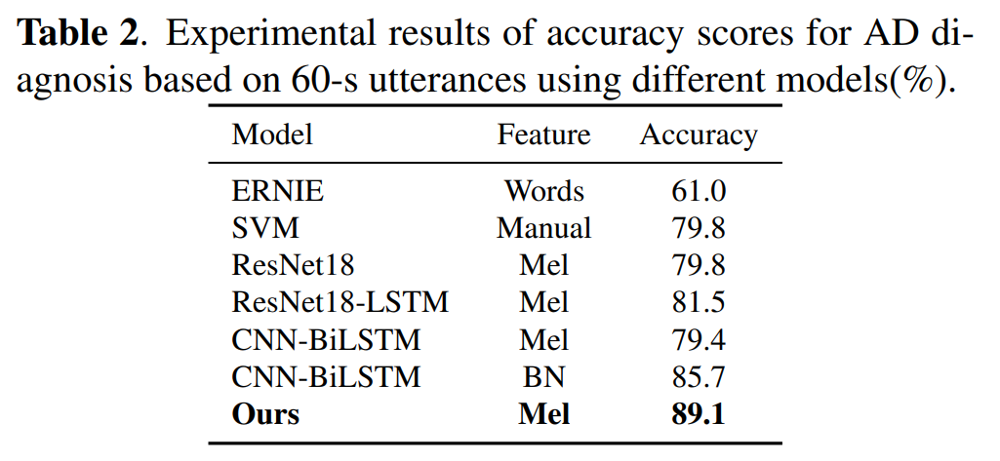 Table 2. Experimental results of accuracy scores for AD di-
agnosis based on 60-s utterances using different models(%).
Model Feature Accuracy
ERNIE Words 61.0
SVM Manual 79.8
ResNet18 Mel 79.8
ResNet18-LSTM Mel 81.5
CNN-BiLSTM Mel 79.4
CNN-BiLSTM BN 85.7
Ours Mel 89.1